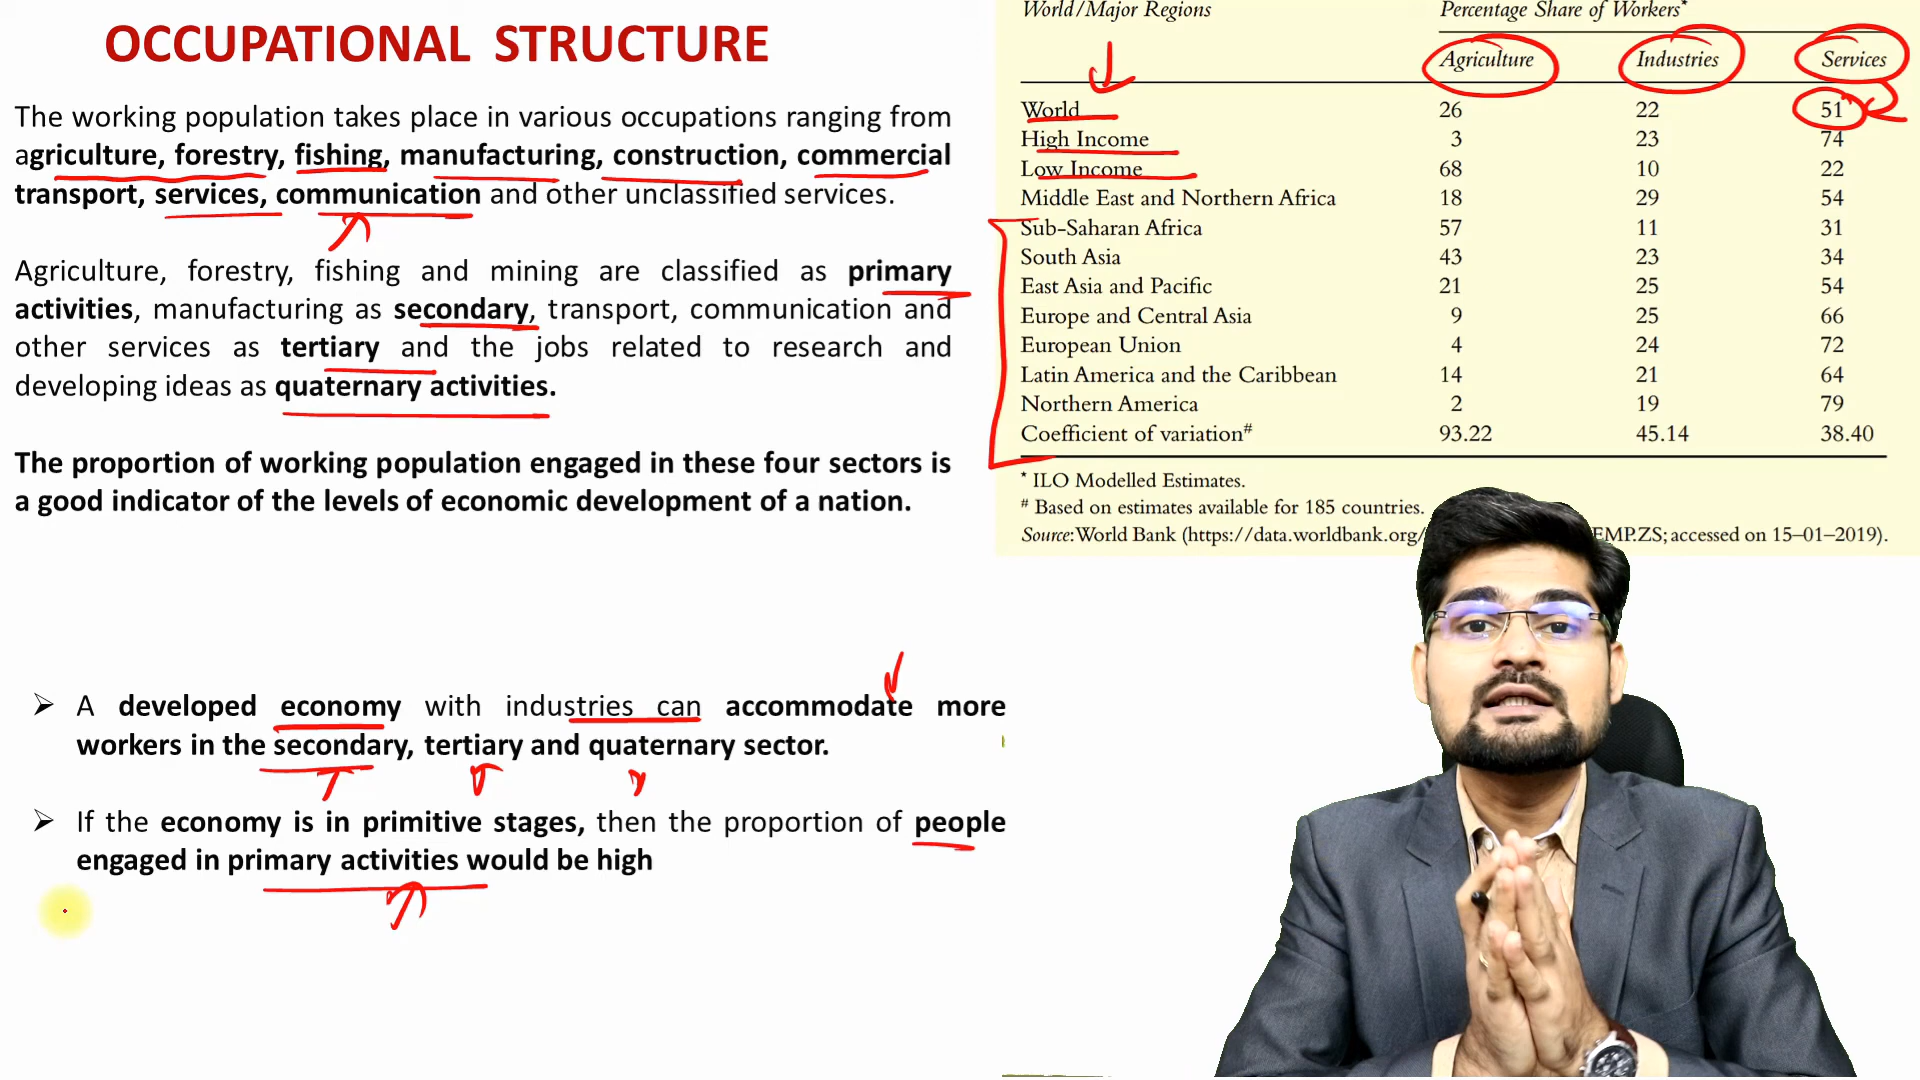 OCCUPATIONAL STRUCTURE
The working population takes place in various occupations ranging from
agriculture, forestry, fishing, manufacturing, construction, commercial
transport, services, communication and other unclassified services.
Agriculture, forestry, fishing and mining are classified as primary
activities, manufacturing as secondary, transport, communication and
other services as tertiary and the jobs related to research and
developing ideas as quaternary activities.
The proportion of working population engaged in these four sectors is
a good indicator of the levels of economic development of a nation.
➢ A developed economy with industries can accommodate more
workers in the secondary, tertiary and quaternary sector.
➢ If the economy is in primitive stages, then the proportion of people
engaged in primary activities would be high
World/Major Regions Percentage Share of Workers*
Agriculture Industries Services
World 26 22 51
High Income 3 23 74
Low Income 68 10 22
Middle East and Northern Africa 18 29 54
Sub-Saharan Africa 57 11 31
South Asia 43 23 34
East Asia and Pacific 21 25 54
Europe and Central Asia 9 25 66
European Union 4 24 72
Latin America and the Caribbean 14 21 64
Northern America 2 19 79
Coefficient of variation# 93.22 45.14 38.40
* ILO Modelled Estimates.
# Based on estimates available for 185 countries.
Source: World Bank (https://data.worldbank.org/ EMP.ZS; accessed on 15–01–2019).